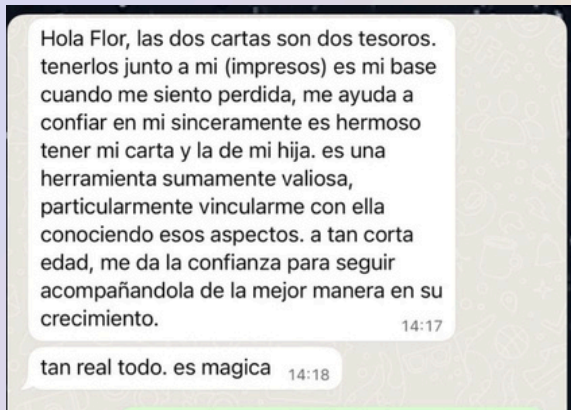 Hola Flor, las dos cartas son dos tesoros.
tenerlos junto a mi (impresos) es mi base
cuando me siento perdida, me ayuda a
confiar en mi sinceramente es hermoso
tener mi carta y la de mi hija. es una
herramienta sumamente valiosa,
particularmente vincularme con ella
conociendo esos aspectos. a tan corta
edad, me da la confianza para seguir
acompañandola de la mejor manera en su
crecimiento.
14:17
tan real todo. es magica 14:18